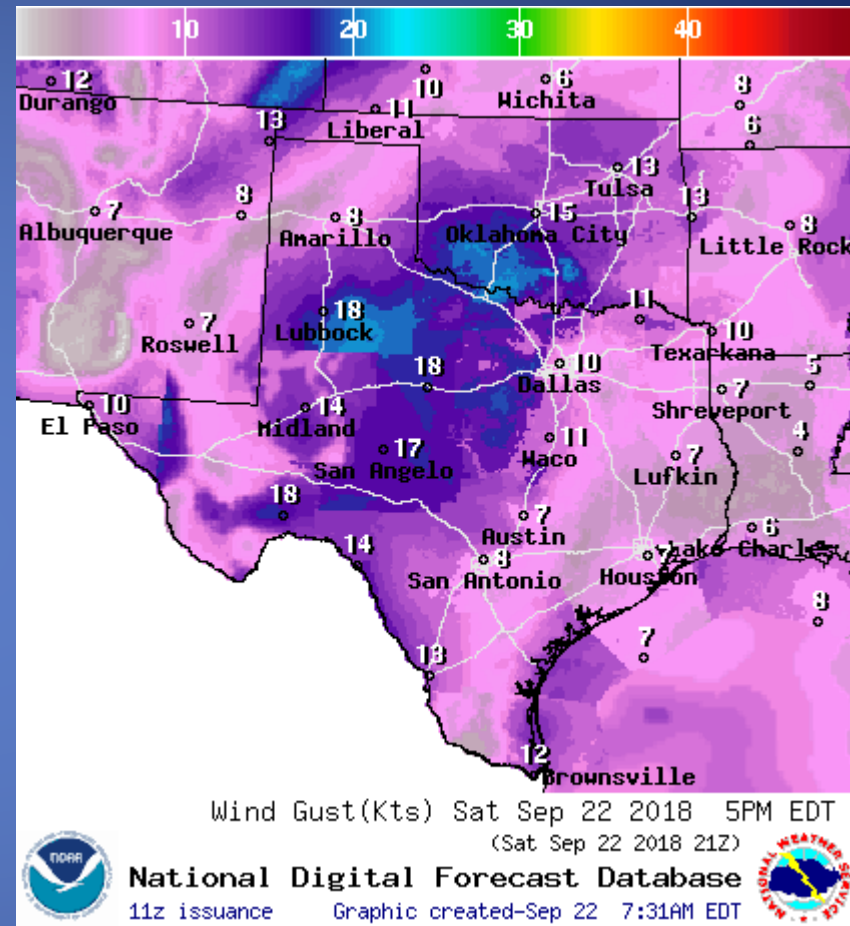 10 20 30 40
12
Durango
10
6
Wichita
8
11
Liberal
13
6
13
Tulsa
7
Albuquerque
8
8
Amarillo
15
Oklahoma City
13
8
Little Rock
7
Roswell
18
Lubbock
11
10
Texarkana
10
Dallas
18
7
Shreveport
5
10
El Paso
14
Midland
17
San Angelo
11
Waco
7
Lufkin
4
18
7
Austin
6
14
8
San Antonio
Houston
Lake Charl
8
7
13
12
Brownsville
Wind Gust(Kts) Sat Sep 22 2018 5PM EDT
(Sat Sep 22 2018 21Z)
NOAA
National Digital Forecast Database
11z issuance Graphic created-Sep 22 7:31AM EDT
NATIONAL WEATHER SERVICE